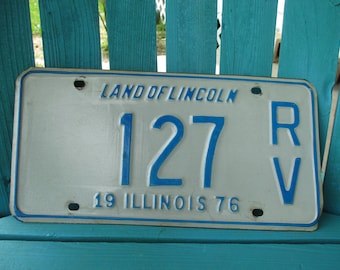 LAND OF LINCOLN
127 RV
19 ILLINOIS 76